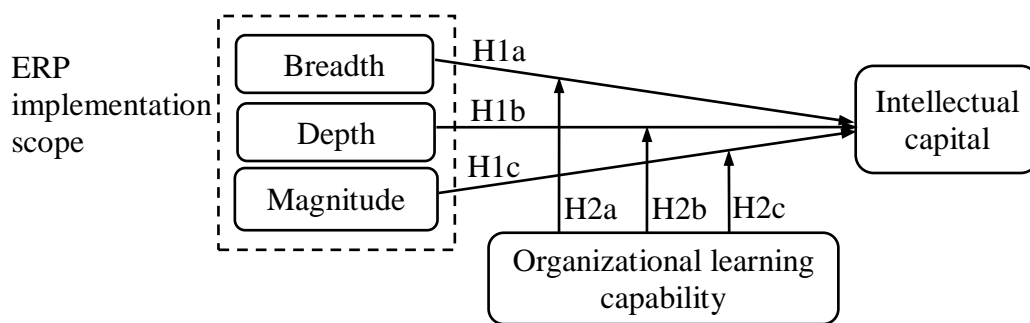 ERP
implementation
scope
Breadth
Depth
Magnitude
H1a
H1b
H1c
H2a
H2b
H2c
Organizational learning
capability
Intellectual
capital